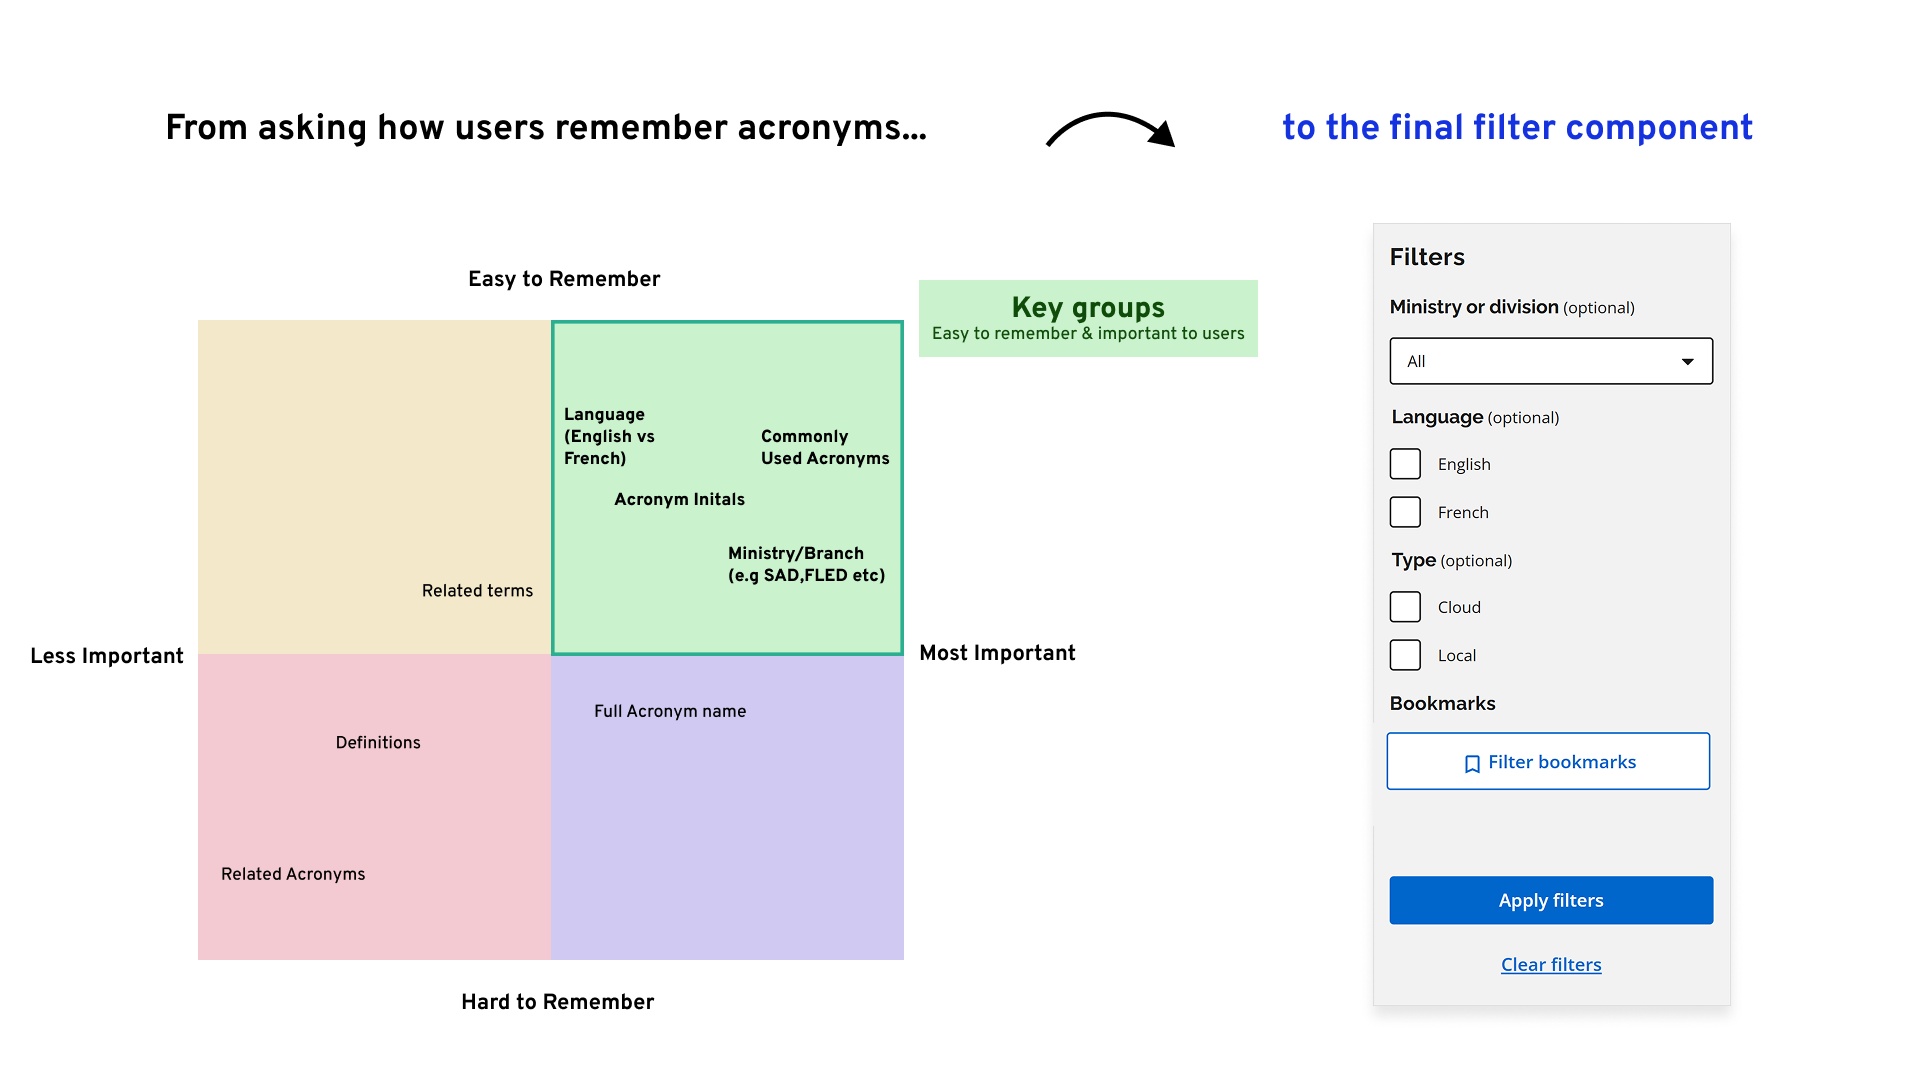 From asking how users remember acronyms...
to the final filter component
Easy to Remember
Key groups
Easy to remember & important to users
Language
(English vs
French)
Commonly
Used Acronyms
Acronym Initals
Ministry/Branch
(e.g SAD,FLED etc)
Related terms
Less Important
Most Important
Full Acronym name
Definitions
Related Acronyms
Hard to Remember
Filters
Ministry or division (optional)
All
Language (optional)
English
French
Type (optional)
Cloud
Local
Bookmarks
Filter bookmarks
Apply filters
Clear filters